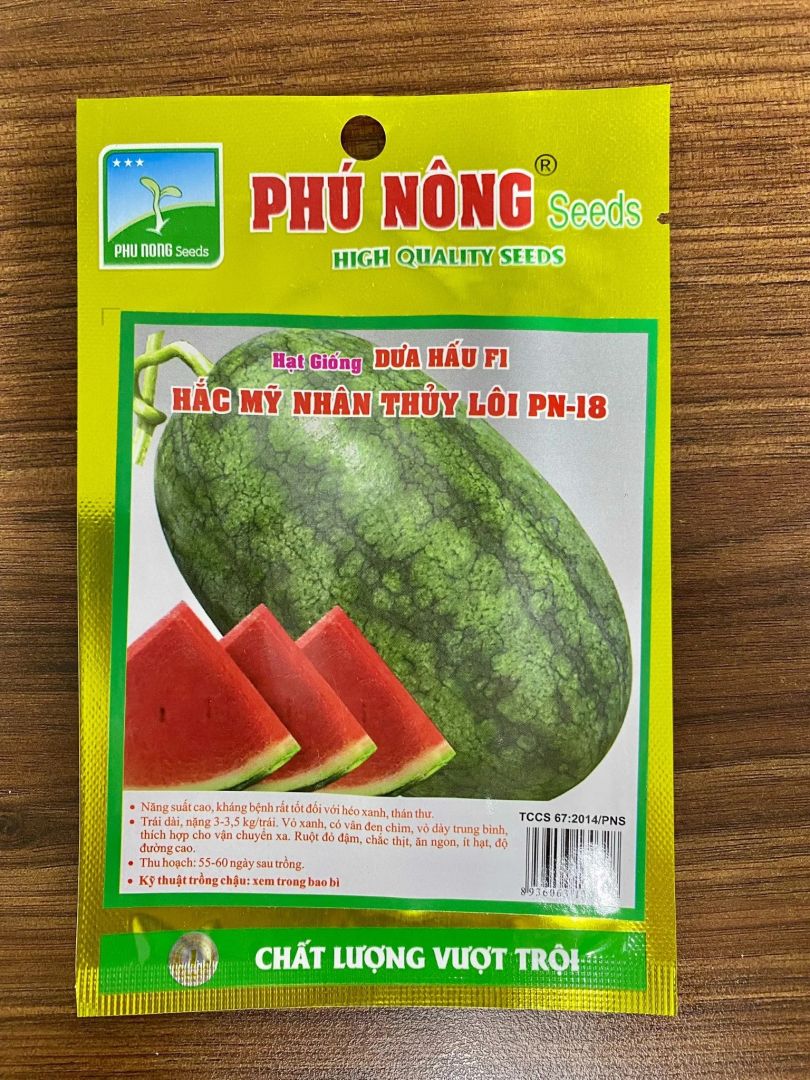 ★★★
PHU NONG Seeds
PHÚ NÔNG® Seeds
HIGH QUALITY SEEDS
Hạt Giống DƯA HẤU F1
HẮC MỸ NHÂN THỦY LÔI PN-18
• Năng suất cao, kháng bệnh rất tốt đối với héo xanh, thán thư.
• Trái dài, nặng 3-3,5 kg/trái. Vỏ xanh, có vân đen chìm, vỏ dày trung bình,
thích hợp cho vận chuyển xa. Ruột đỏ đậm, chắc thịt, ăn ngon, ít hạt, độ
đường cao.
• Thu hoạch: 55-60 ngày sau trồng.
• Kỹ thuật trồng chậu: xem trong bao bì
TCCS 67:2014/PNS
CHẤT LƯỢNG VƯỢT TRỘI